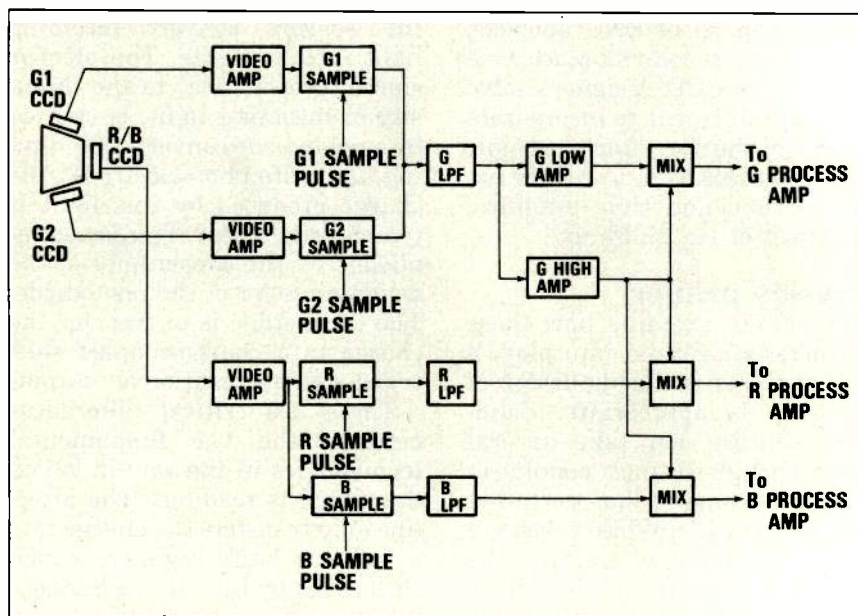 G1
CCD
VIDEO
AMP
G1
SAMPLE
R/B
CCD
G1 SAMPLE
PULSE
G
LPF
G LOW
AMP
MIX
To
G PROCESS
AMP
G2
CCD
VIDEO
AMP
G2
SAMPLE
G HIGH
AMP
G2 SAMPLE
PULSE
VIDEO
AMP
R
SAMPLE
R
LPF
MIX
To
R PROCESS
AMP
R SAMPLE
PULSE
B
SAMPLE
B
LPF
MIX
To
B PROCESS
AMP
B SAMPLE
PULSE